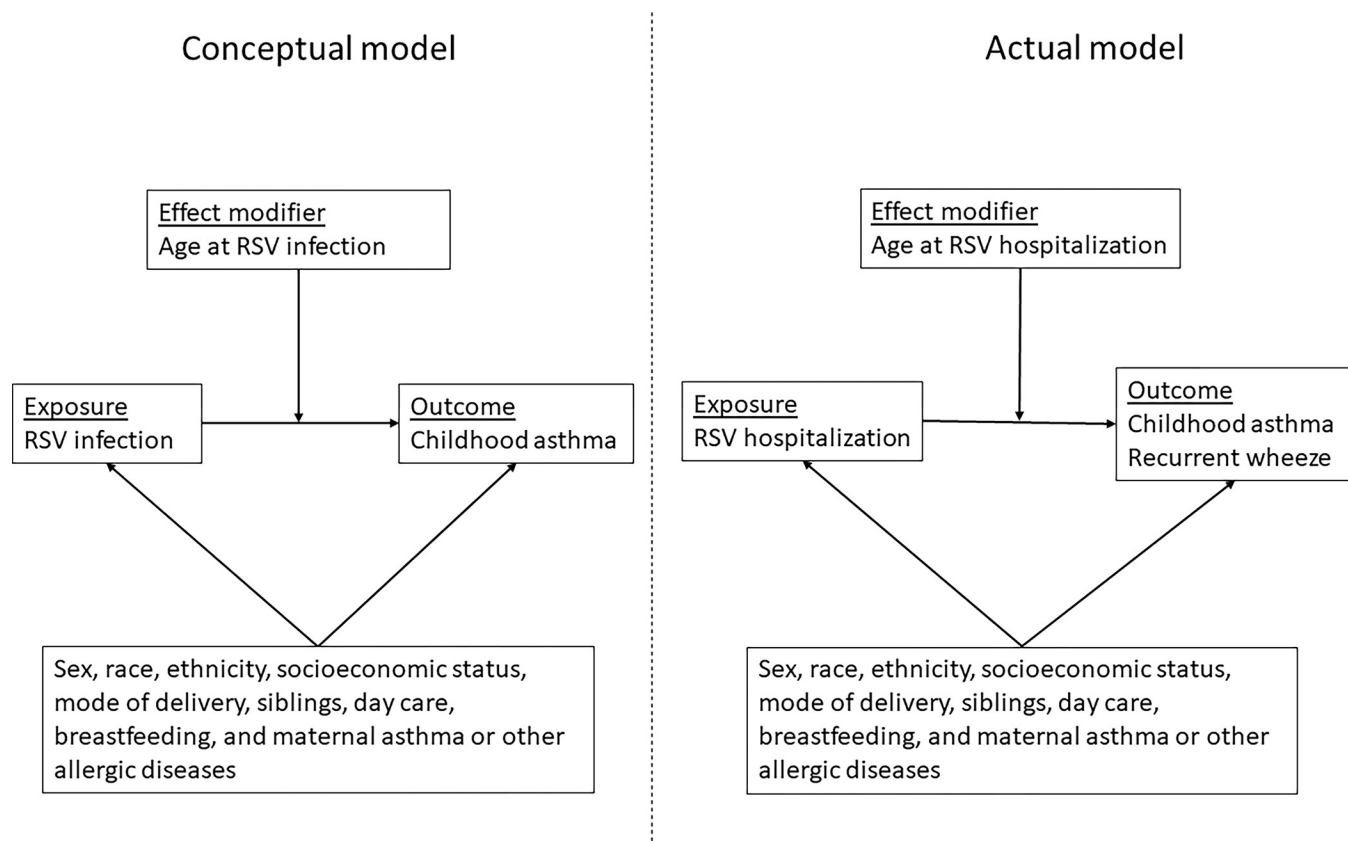 Conceptual model
Effect modifier
Age at RSV infection
Exposure
RSV infection
Outcome
Childhood asthma
Sex, race, ethnicity, socioeconomic status,
mode of delivery, siblings, day care,
breastfeeding, and maternal asthma or other
allergic diseases
Actual model
Effect modifier
Age at RSV hospitalization
Exposure
RSV hospitalization
Outcome
Childhood asthma
Recurrent wheeze
Sex, race, ethnicity, socioeconomic status,
mode of delivery, siblings, day care,
breastfeeding, and maternal asthma or other
allergic diseases